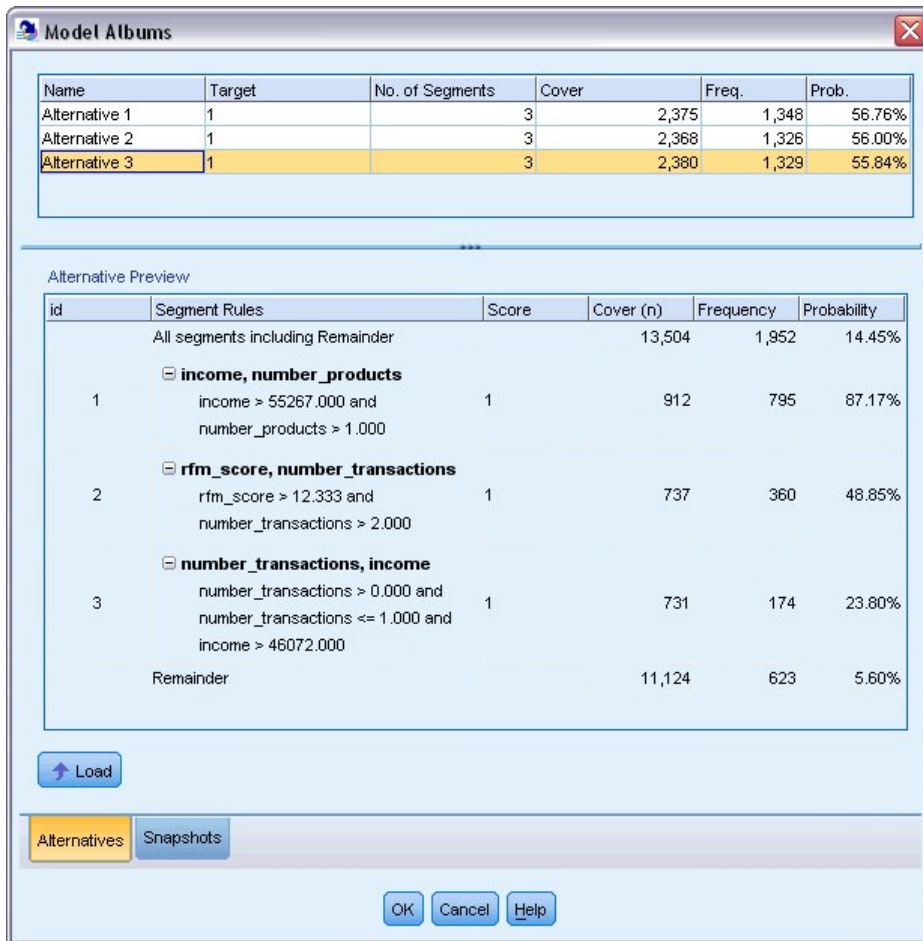 Model Albums
Name Target No. of Segments Cover Freq. Prob.
Alternative 1 1 3 2,375 1,348 56.76%
Alternative 2 1 3 2,368 1,326 56.00%
Alternative 3 1 3 2,380 1,329 55.84%
Alternative Preview
id Segment Rules Score Cover (n) Frequency Probability
All segments including Remainder 13,504 1,952 14.45%
income, number_products
income > 55267.000 and
1 1 912 795 87.17%
number_products > 1.000
rfm_score, number_transactions
rfm_score > 12.333 and
2 1 737 360 48.85%
number_transactions > 2.000
number_transactions, income
number_transactions > 0.000 and
3 1 731 174 23.80%
number_transactions <= 1.000 and
income > 46072.000
Remainder 11,124 623 5.60%
Load
Alternatives Snapshots
OK Cancel Help